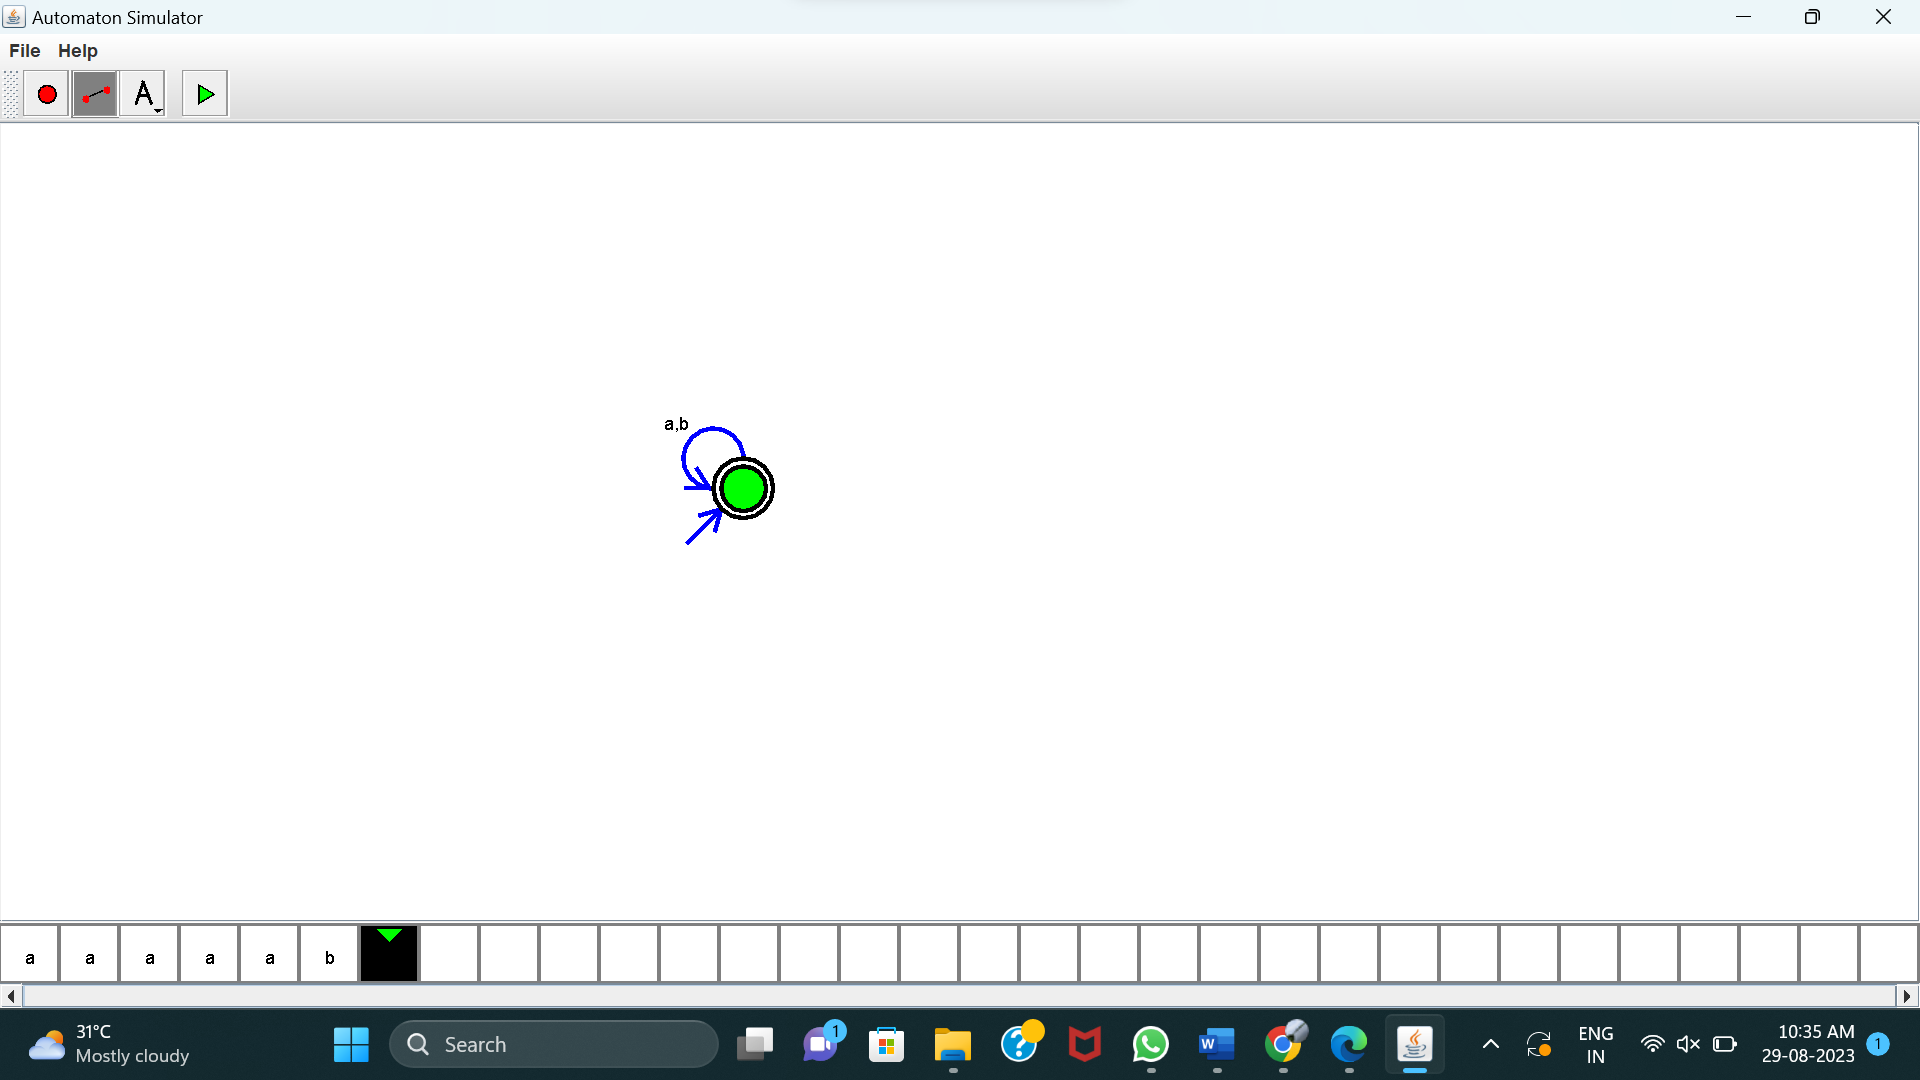 Automaton Simulator
File Help
A
a,b
a a a a a b
31°C
Mostly cloudy
Search
1
W
ENG
IN
10:35 AM
29-08-2023
1